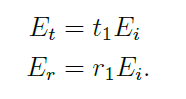 E_t = t_1 E_i
E_r = r_1 E_i.